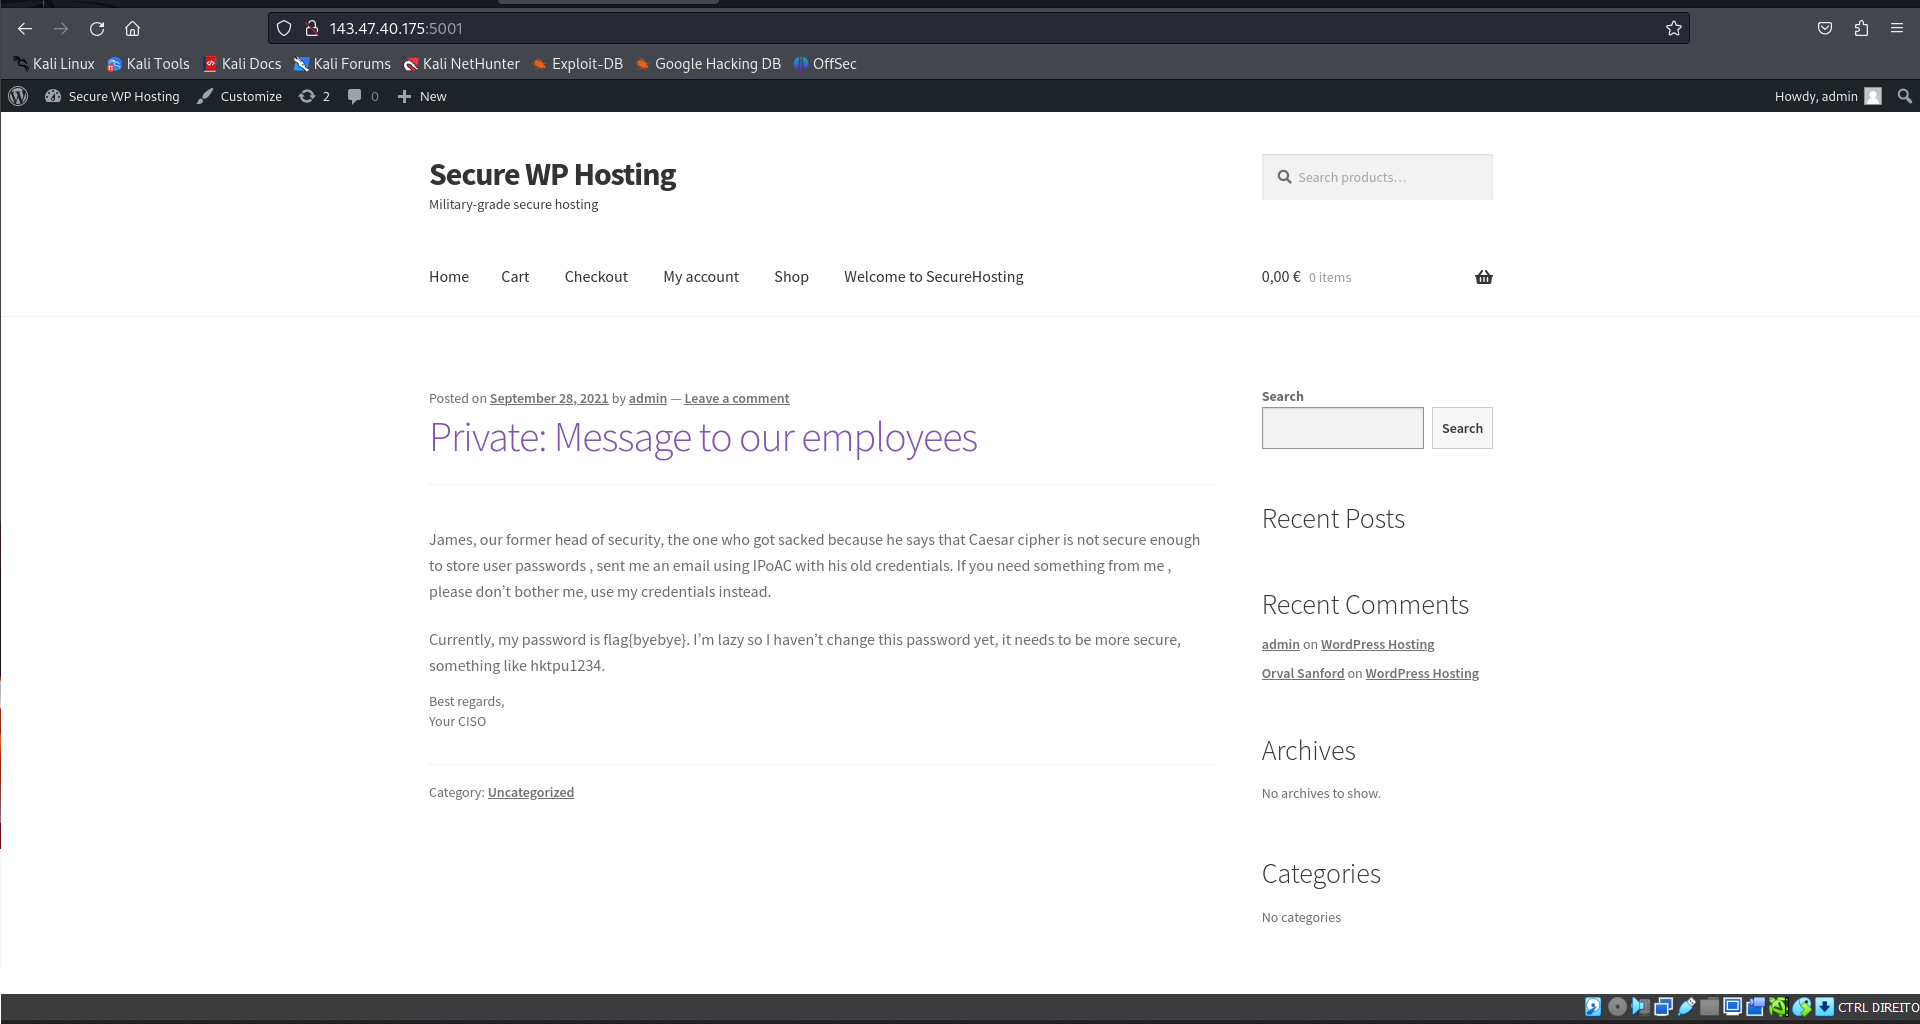 143.47.40.175:5001
Kali Linux Kali Tools Kali Docs Kali Forums Kali NetHunter Exploit-DB Google Hacking DB OffSec
Secure WP Hosting Customize 2 0 New Howdy, admin
Secure WP Hosting
Military-grade secure hosting
Search products…
Home Cart Checkout My account Shop Welcome to SecureHosting 0,00 € 0 items
Posted on September 28, 2021 by admin — Leave a comment
Private: Message to our employees
James, our former head of security, the one who got sacked because he says that Caesar cipher is not secure enough
to store user passwords , sent me an email using IPoAC with his old credentials. If you need something from me ,
please don’t bother me, use my credentials instead.
Currently, my password is flag{byebye}. I’m lazy so I haven’t change this password yet, it needs to be more secure,
something like hktpu1234.
Best regards,
Your CISO
Category: Uncategorized
Search
Search
Recent Posts
Recent Comments
admin on WordPress Hosting
Orval Sanford on WordPress Hosting
Archives
No archives to show.
Categories
No categories
CTRL DIREITO